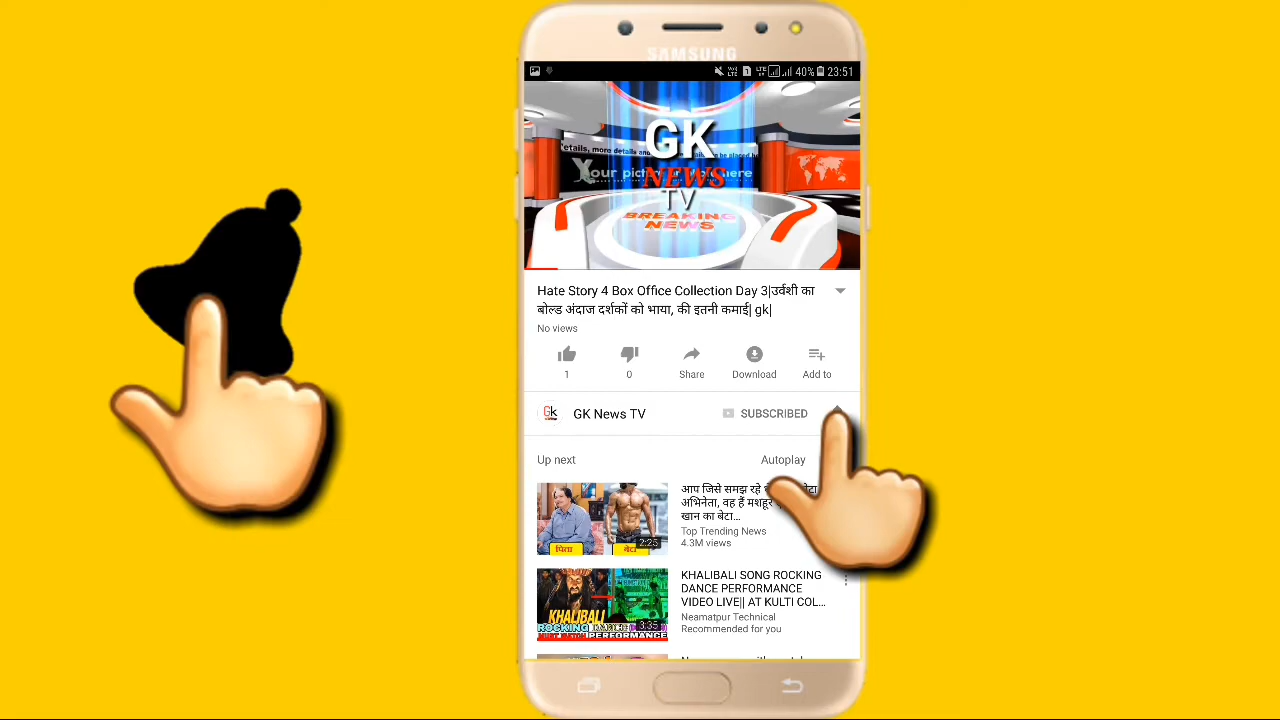 SAMSUNG
40% 23:51
GK
NEWS
TV
BREAKING
NEWS
Hate Story 4 Box Office Collection Day 3|उर्वशी का
बोल्ड अंदाज दर्शकों को भाया, की इतनी कमाई| gk|
No views
1
0
Share
Download
Add to
Gk
GK News TV
SUBSCRIBED
Up next
Autoplay
आप जिसे समझ रहे
अभिनेता, वह हैं मशहूर
खान का बेटा...
Top Trending News
4.3M views
2:25
पिता
बेटा
KHALIBALI SONG ROCKING
DANCE PERFORMANCE
VIDEO LIVE|| AT KULTI COL...
Neamatpur Technical
Recommended for you
KHALIBALI
ROCKING
3:35
PERFORMANCE